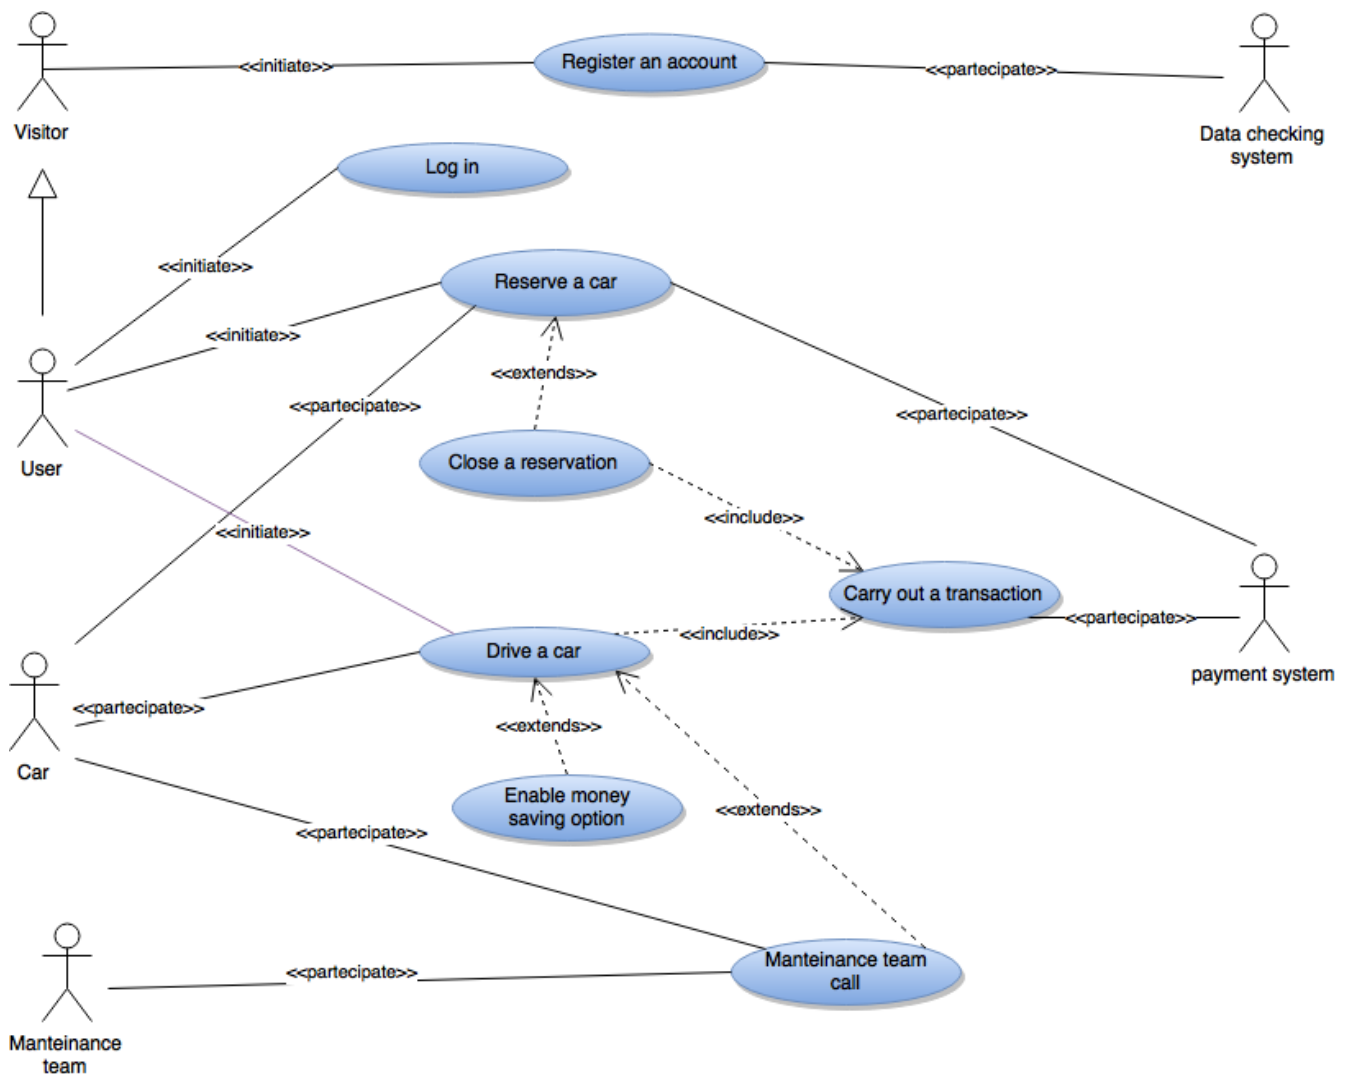 <<initiate>>
Register an account
<<partecipate>>
Visitor
Data checking
system
Log in
<<initiate>>
Reserve a car
<<initiate>>
<<extends>>
<<partecipate>>
<<partecipate>>
User
Close a reservation
<<include>>
<<initiate>>
Carry out a transaction
<<partecipate>>
<<include>>
Drive a car
payment system
<<partecipate>>
<<extends>>
Car
Enable money
saving option
<<extends>>
<<partecipate>>
Manteinance team
call
<<partecipate>>
Manteinance
team